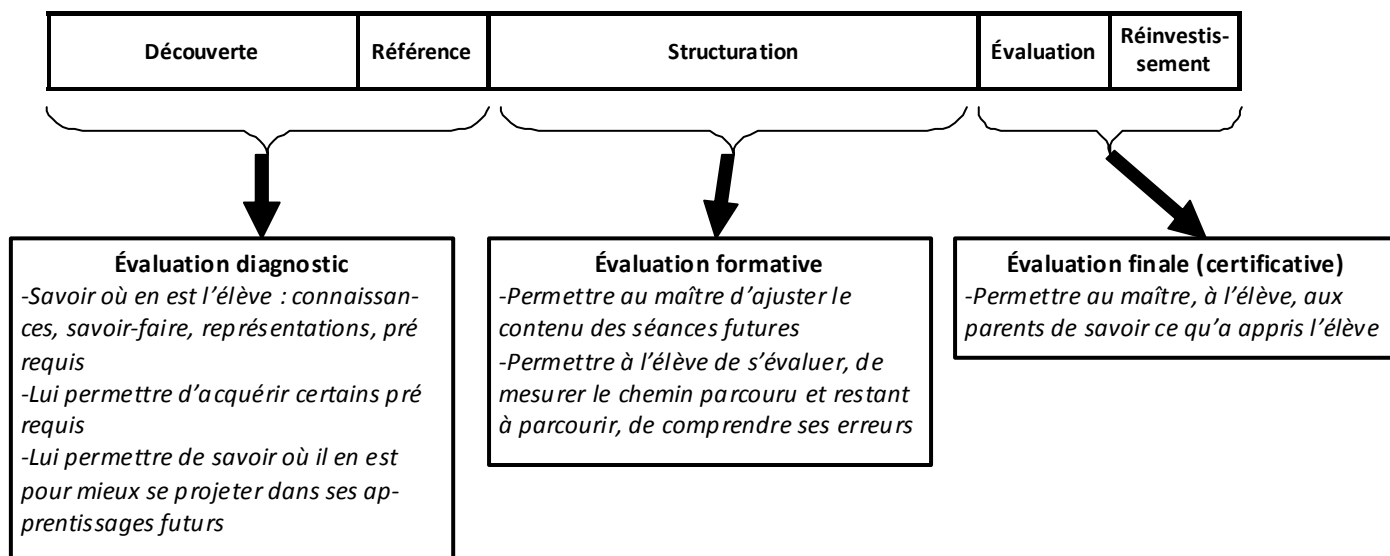 Découverte
Référence
Structuration
Évaluation
Réinvestis-
sement
Évaluation diagnostic
-Savoir où en est l’élève : connaissan-
ces, savoir-faire, représentations, pré
requis
-Lui permettre d’acquérir certains pré
requis
-Lui permettre de savoir où il en est
pour mieux se projeter dans ses ap-
prentissages futurs
Évaluation formative
-Permettre au maître d’ajuster le
contenu des séances futures
-Permettre à l’élève de s’évaluer, de
mesurer le chemin parcouru et restant
à parcourir, de comprendre ses erreurs
Évaluation finale (certificative)
-Permettre au maître, à l’élève, aux
parents de savoir ce qu’a appris l’élève